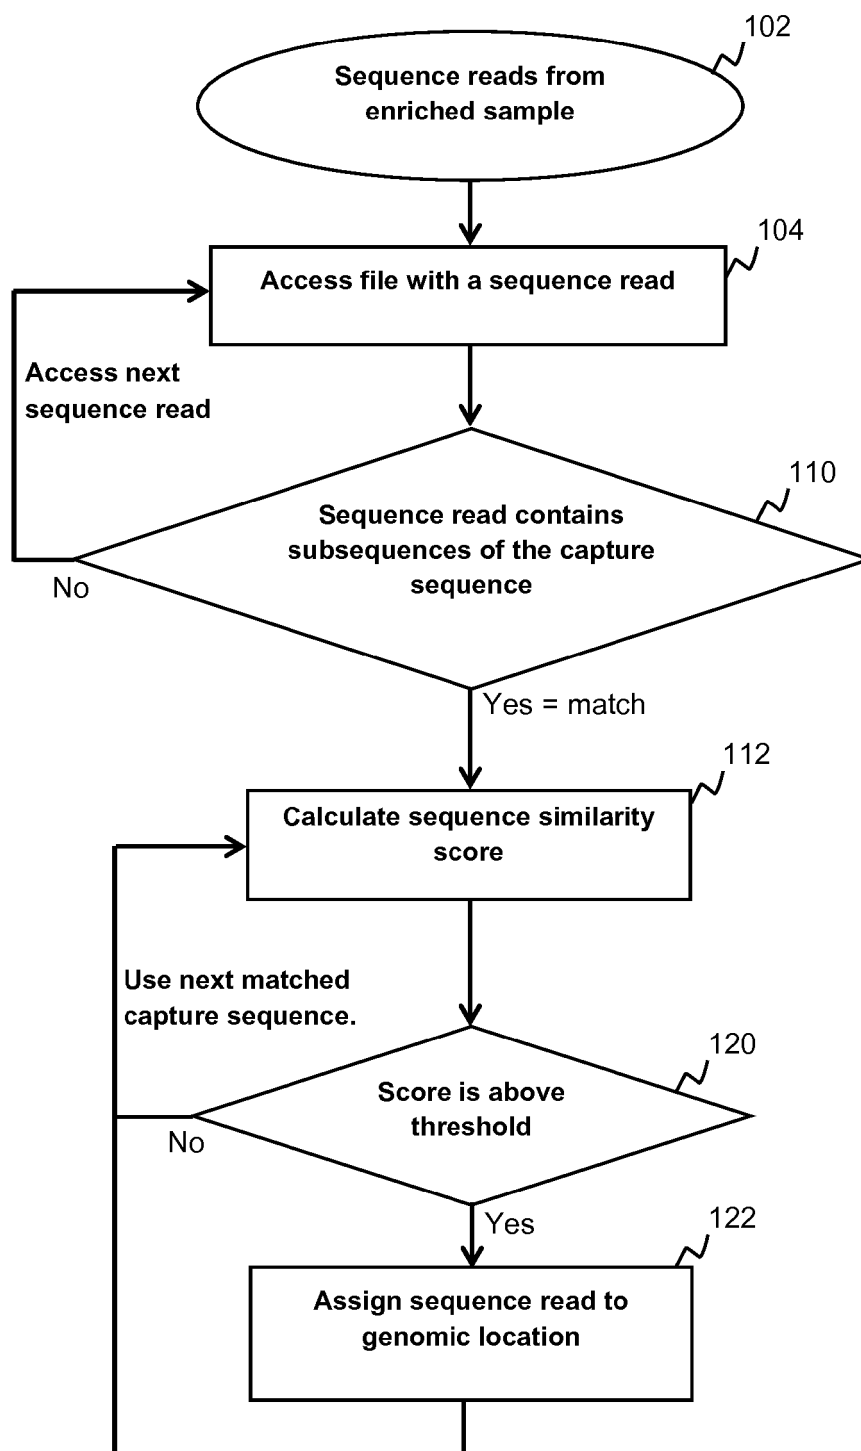 102
Sequence reads from
enriched sample
104
Access file with a sequence read
Access next
sequence read
110
Sequence read contains
subsequences of the capture
sequence
No
Yes = match
112
Calculate sequence similarity
score
Use next matched
capture sequence.
120
Score is above
threshold
No
Yes
122
Assign sequence read to
genomic location